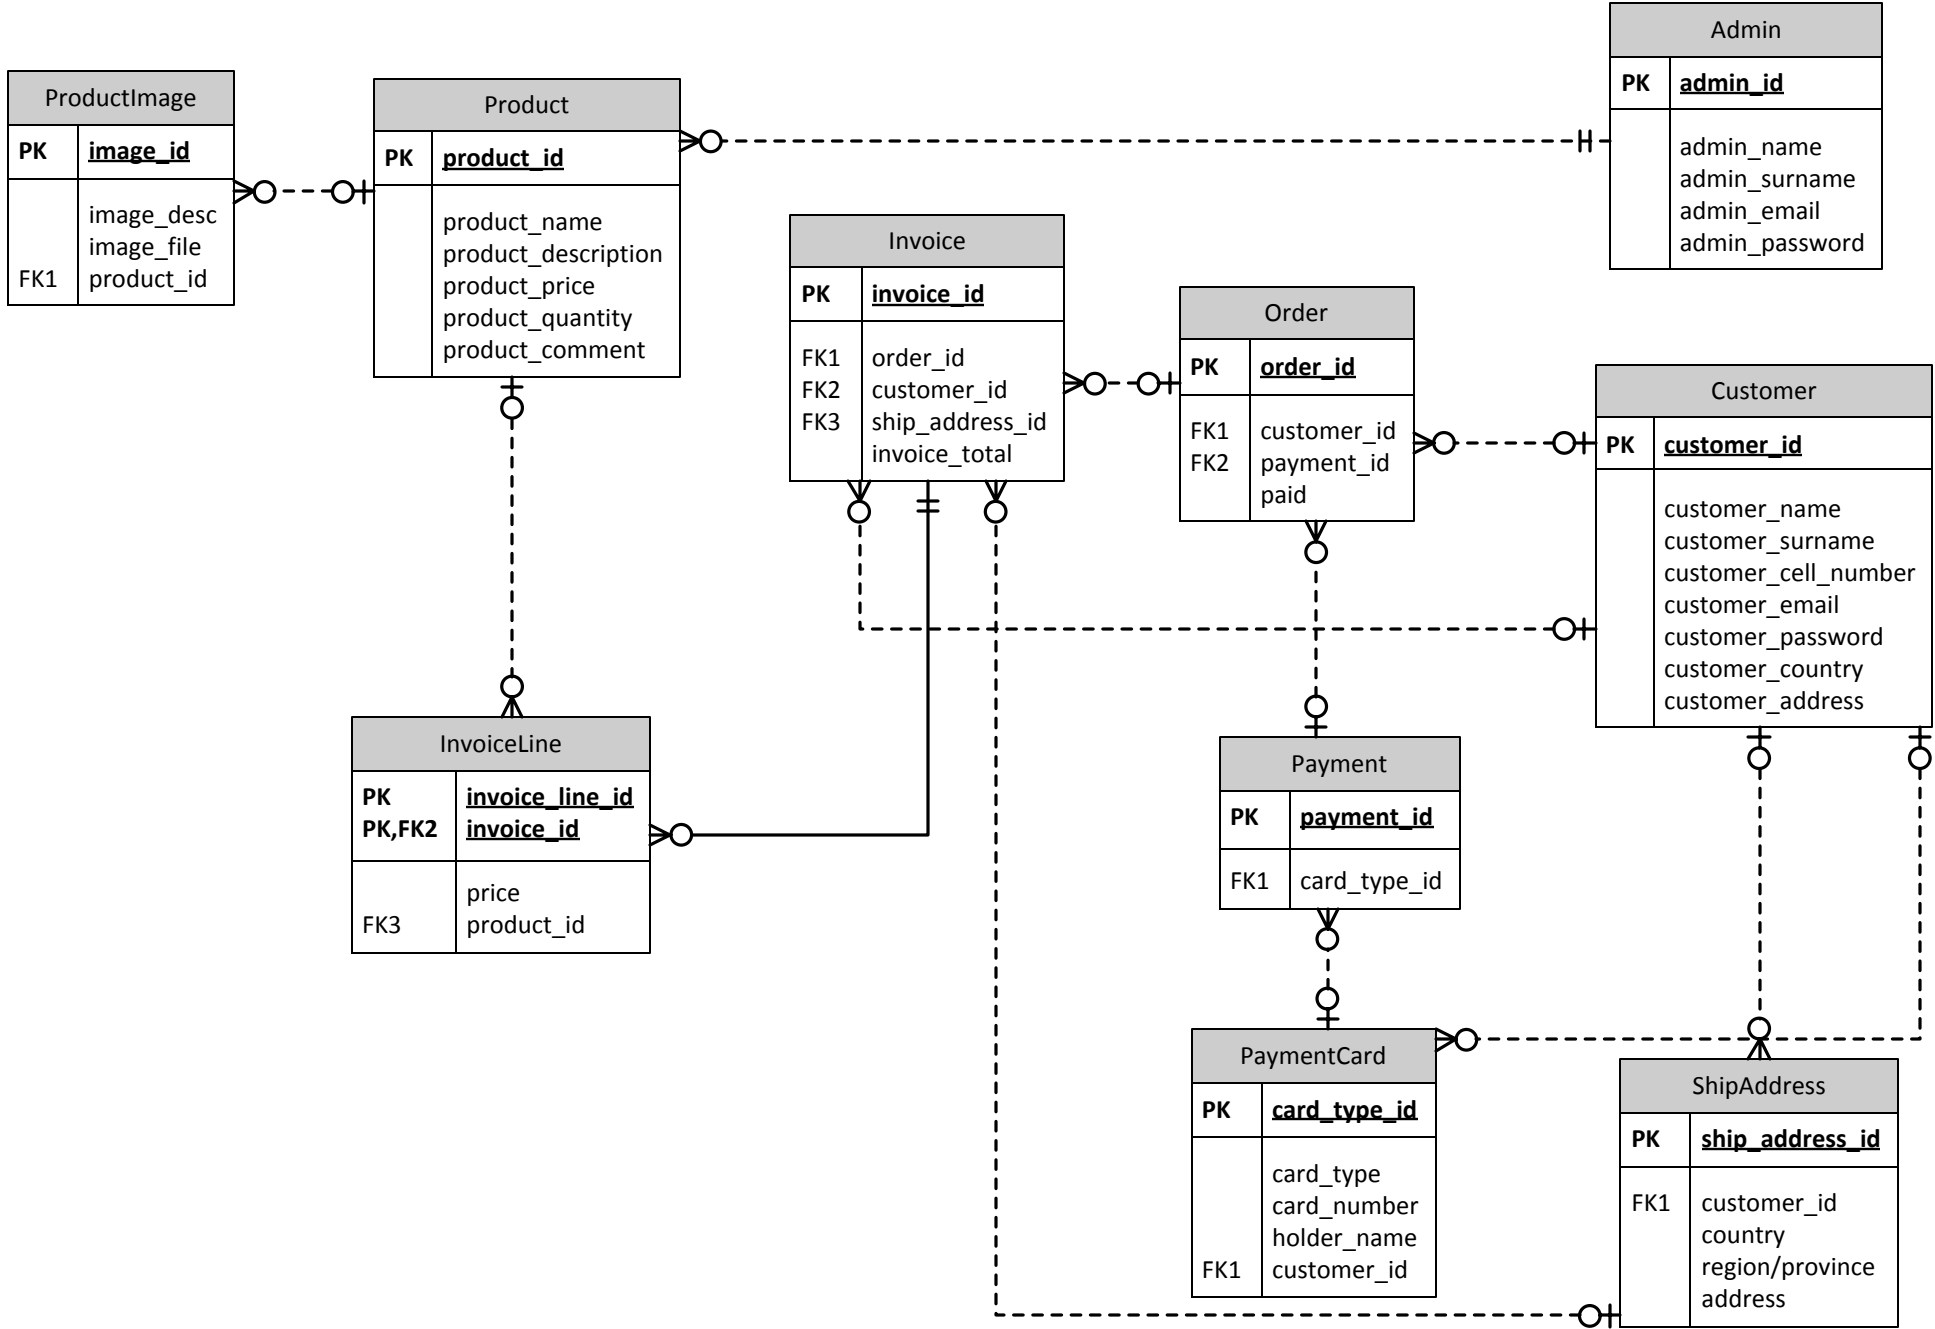 Admin
PK admin_id
admin_name
admin_surname
admin_email
admin_password
ProductImage
PK image_id
image_desc
image_file
FK1 product_id
Product
PK product_id
product_name
product_description
product_price
product_quantity
product_comment
Invoice
PK invoice_id
FK1 order_id
FK2 customer_id
FK3 ship_address_id
invoice_total
Order
PK order_id
FK1 customer_id
FK2 payment_id
paid
Customer
PK customer_id
customer_name
customer_surname
customer_cell_number
customer_email
customer_password
customer_country
customer_address
InvoiceLine
PK invoice_line_id
PK,FK2 invoice_id
price
FK3 product_id
Payment
PK payment_id
FK1 card_type_id
PaymentCard
PK card_type_id
card_type
card_number
holder_name
FK1 customer_id
ShipAddress
PK ship_address_id
FK1 customer_id
country
region/province
address